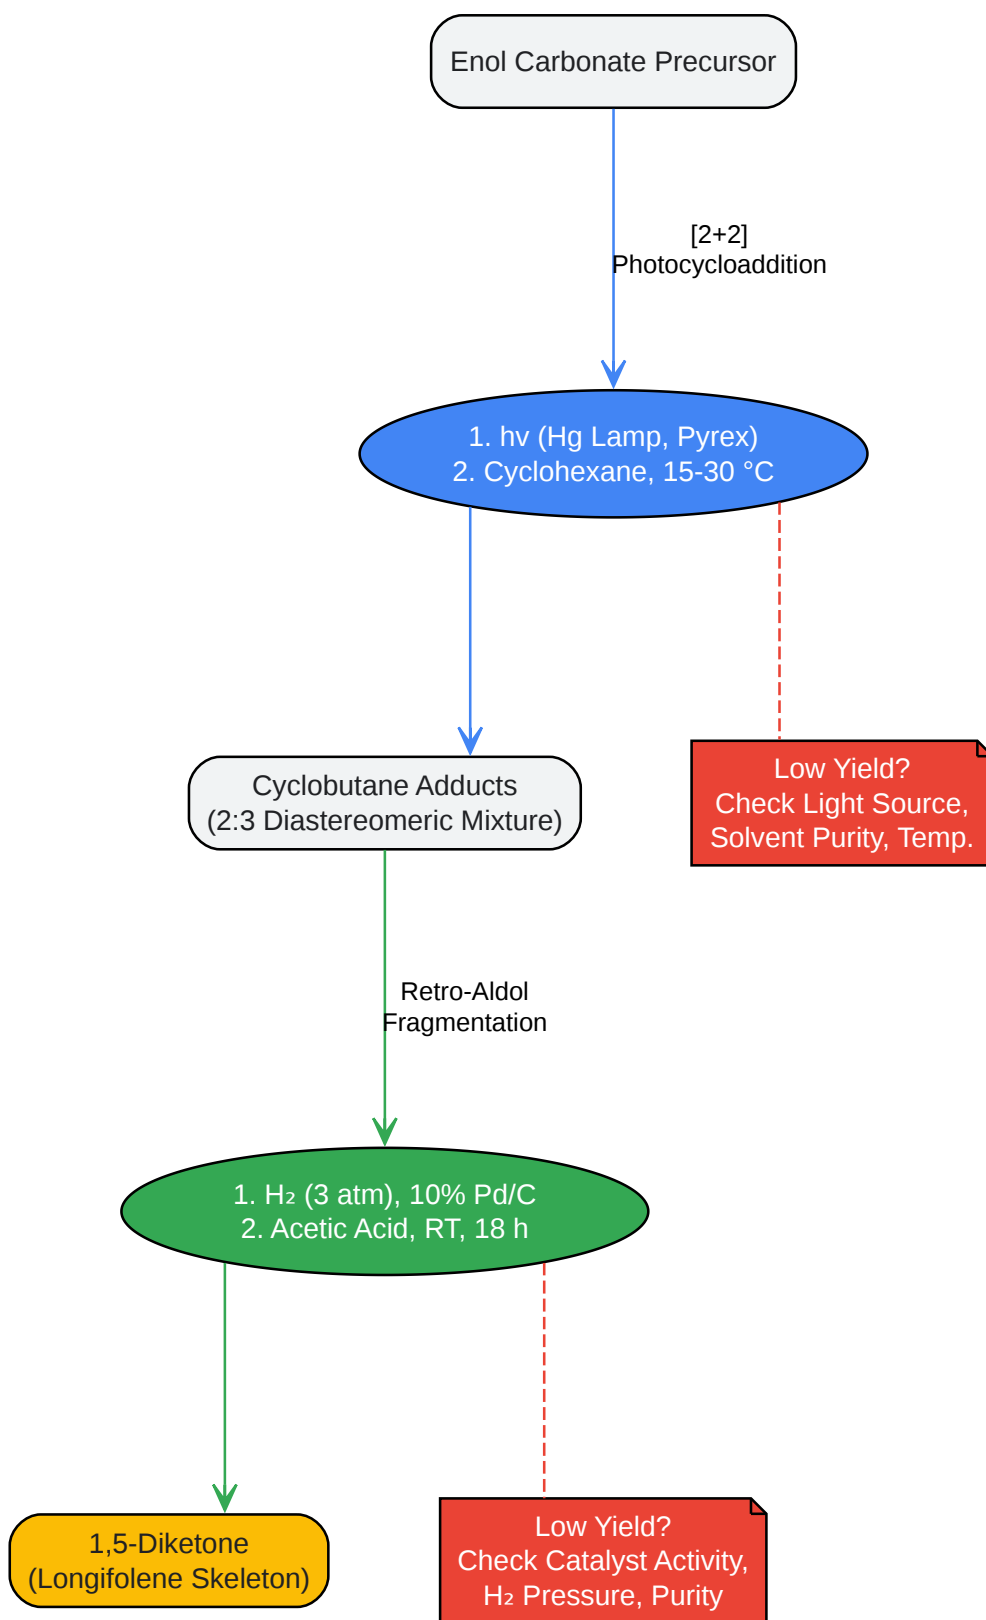 Enol Carbonate Precursor
[2+2]
Photocycloaddition
1. hv (Hg Lamp, Pyrex)
2. Cyclohexane, 15-30 °C
Cyclobutane Adducts
(2:3 Diastereomeric Mixture)
Low Yield?
Check Light Source,
Solvent Purity, Temp.
Retro-Aldol
Fragmentation
1. H₂ (3 atm), 10% Pd/C
2. Acetic Acid, RT, 18 h
1,5-Diketone
(Longifolene Skeleton)
Low Yield?
Check Catalyst Activity,
H₂ Pressure, Purity